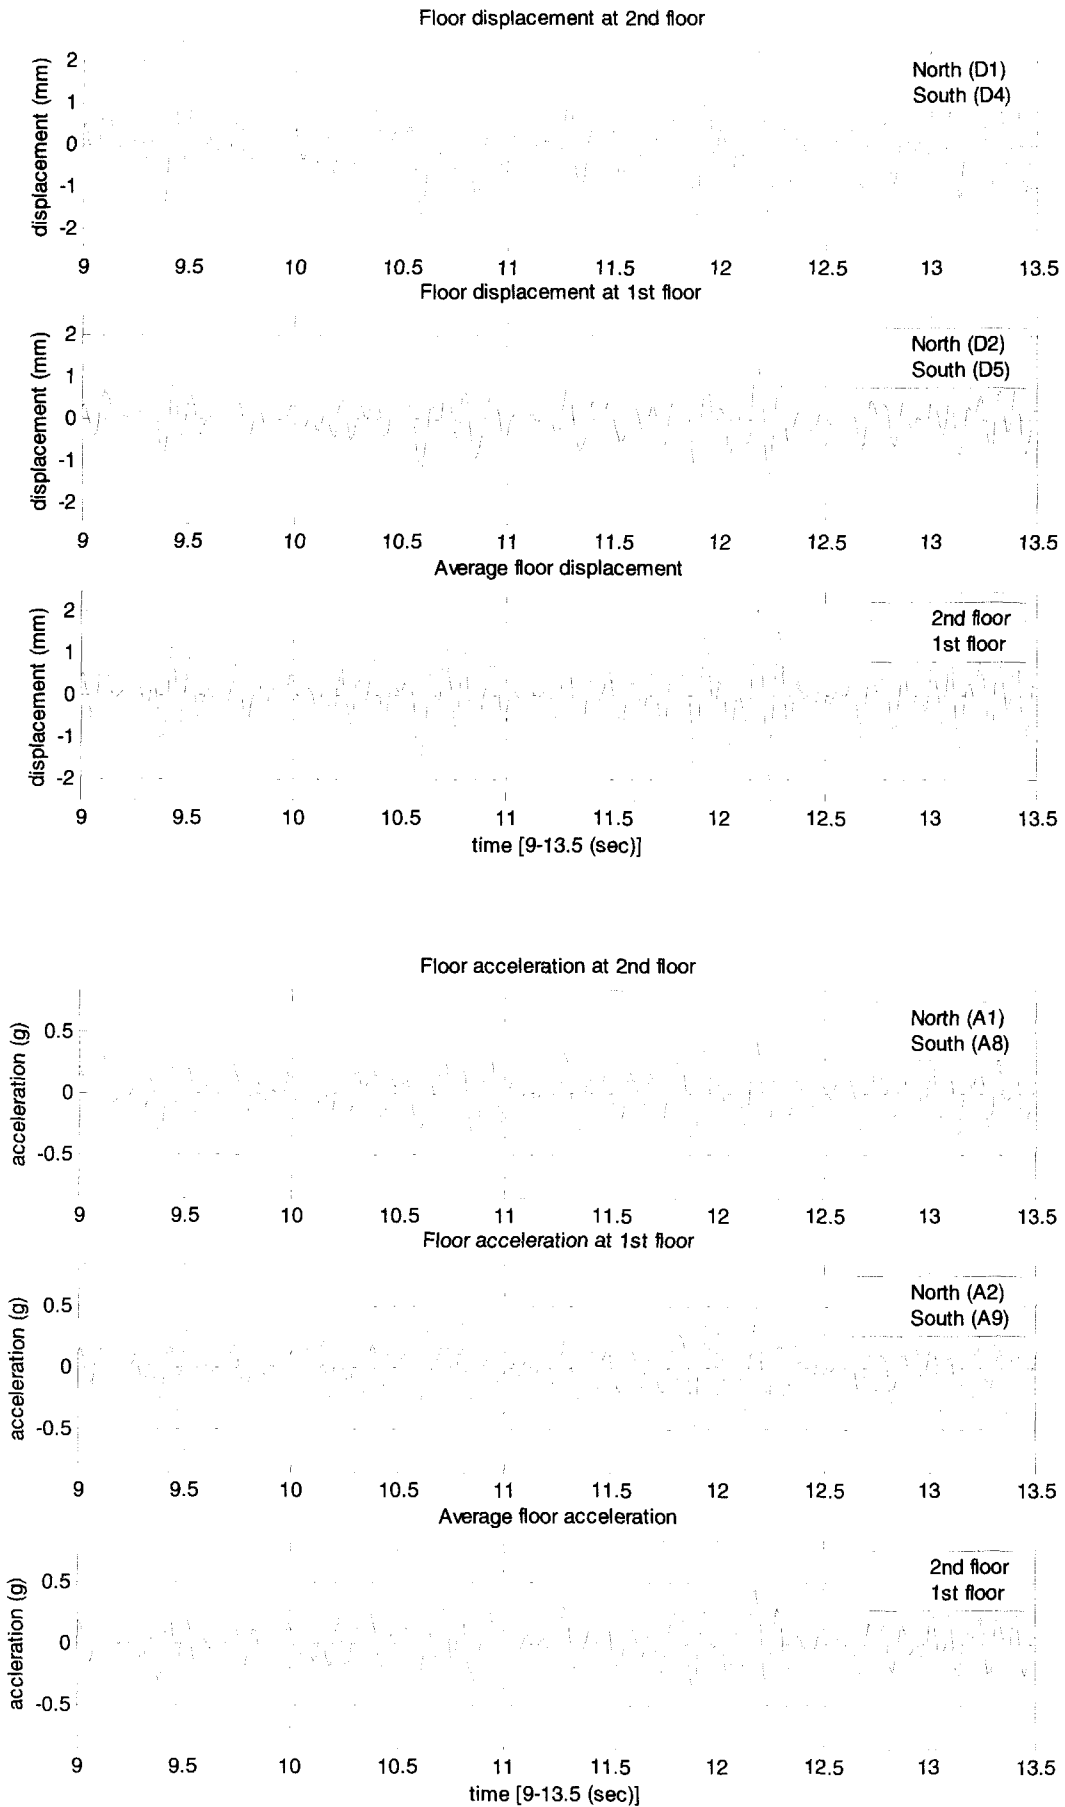 Floor displacement at 2nd floor
displacement (mm)
2
1
0
-1
-2
North (D1)
South (D4)
9 9.5 10 10.5 11 11.5 12 12.5 13 13.5
Floor displacement at 1st floor
displacement (mm)
2
1
0
-1
-2
North (D2)
South (D5)
9 9.5 10 10.5 11 11.5 12 12.5 13 13.5
Average floor displacement
displacement (mm)
2
1
0
-1
-2
2nd floor
1st floor
9 9.5 10 10.5 11 11.5 12 12.5 13 13.5
time [9-13.5 (sec)]
Floor acceleration at 2nd floor
acceleration (g)
0.5
0
-0.5
North (A1)
South (A8)
9 9.5 10 10.5 11 11.5 12 12.5 13 13.5
Floor acceleration at 1st floor
acceleration (g)
0.5
0
-0.5
North (A2)
South (A9)
9 9.5 10 10.5 11 11.5 12 12.5 13 13.5
Average floor acceleration
accleration (g)
0.5
0
-0.5
2nd floor
1st floor
9 9.5 10 10.5 11 11.5 12 12.5 13 13.5
time [9-13.5 (sec)]